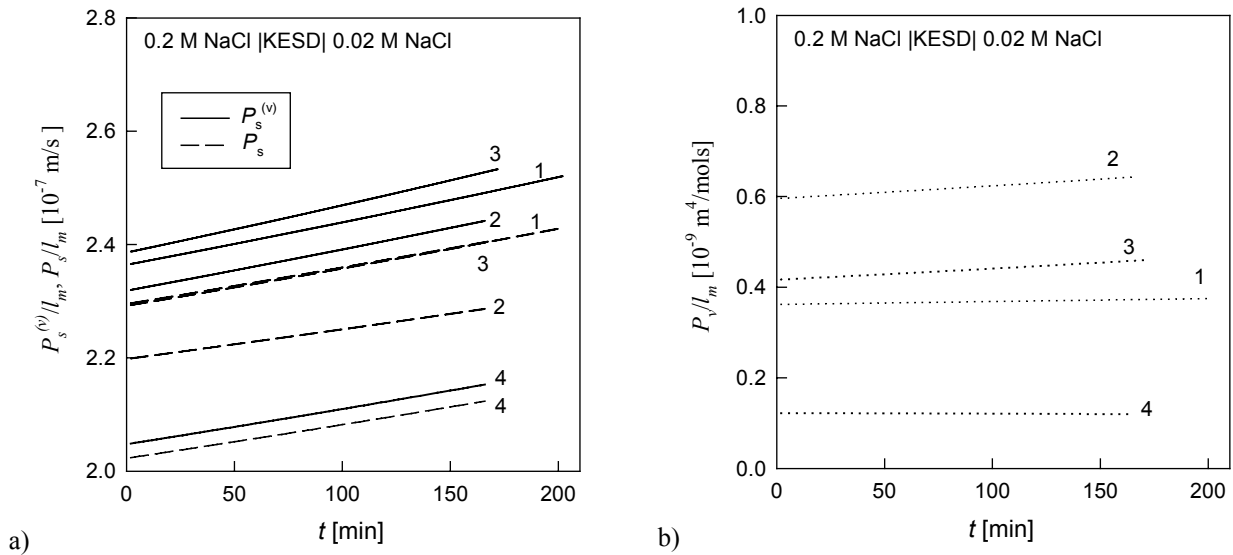 2.8
2.6
2.4
2.2
2.0
0 50 100 150 200
t [min]
P_s^(v)/l_m, P_s/l_m [10^-7 m/s]
0.2 M NaCl |KESD| 0.02 M NaCl
P_s^(v)
P_s
3
1
2
1
3
2
4
4
a)
1.0
0.8
0.6
0.4
0.2
0.0
0 50 100 150 200
t [min]
P_v/l_m [10^-9 m^4/mols]
0.2 M NaCl |KESD| 0.02 M NaCl
2
3
1
4
b)